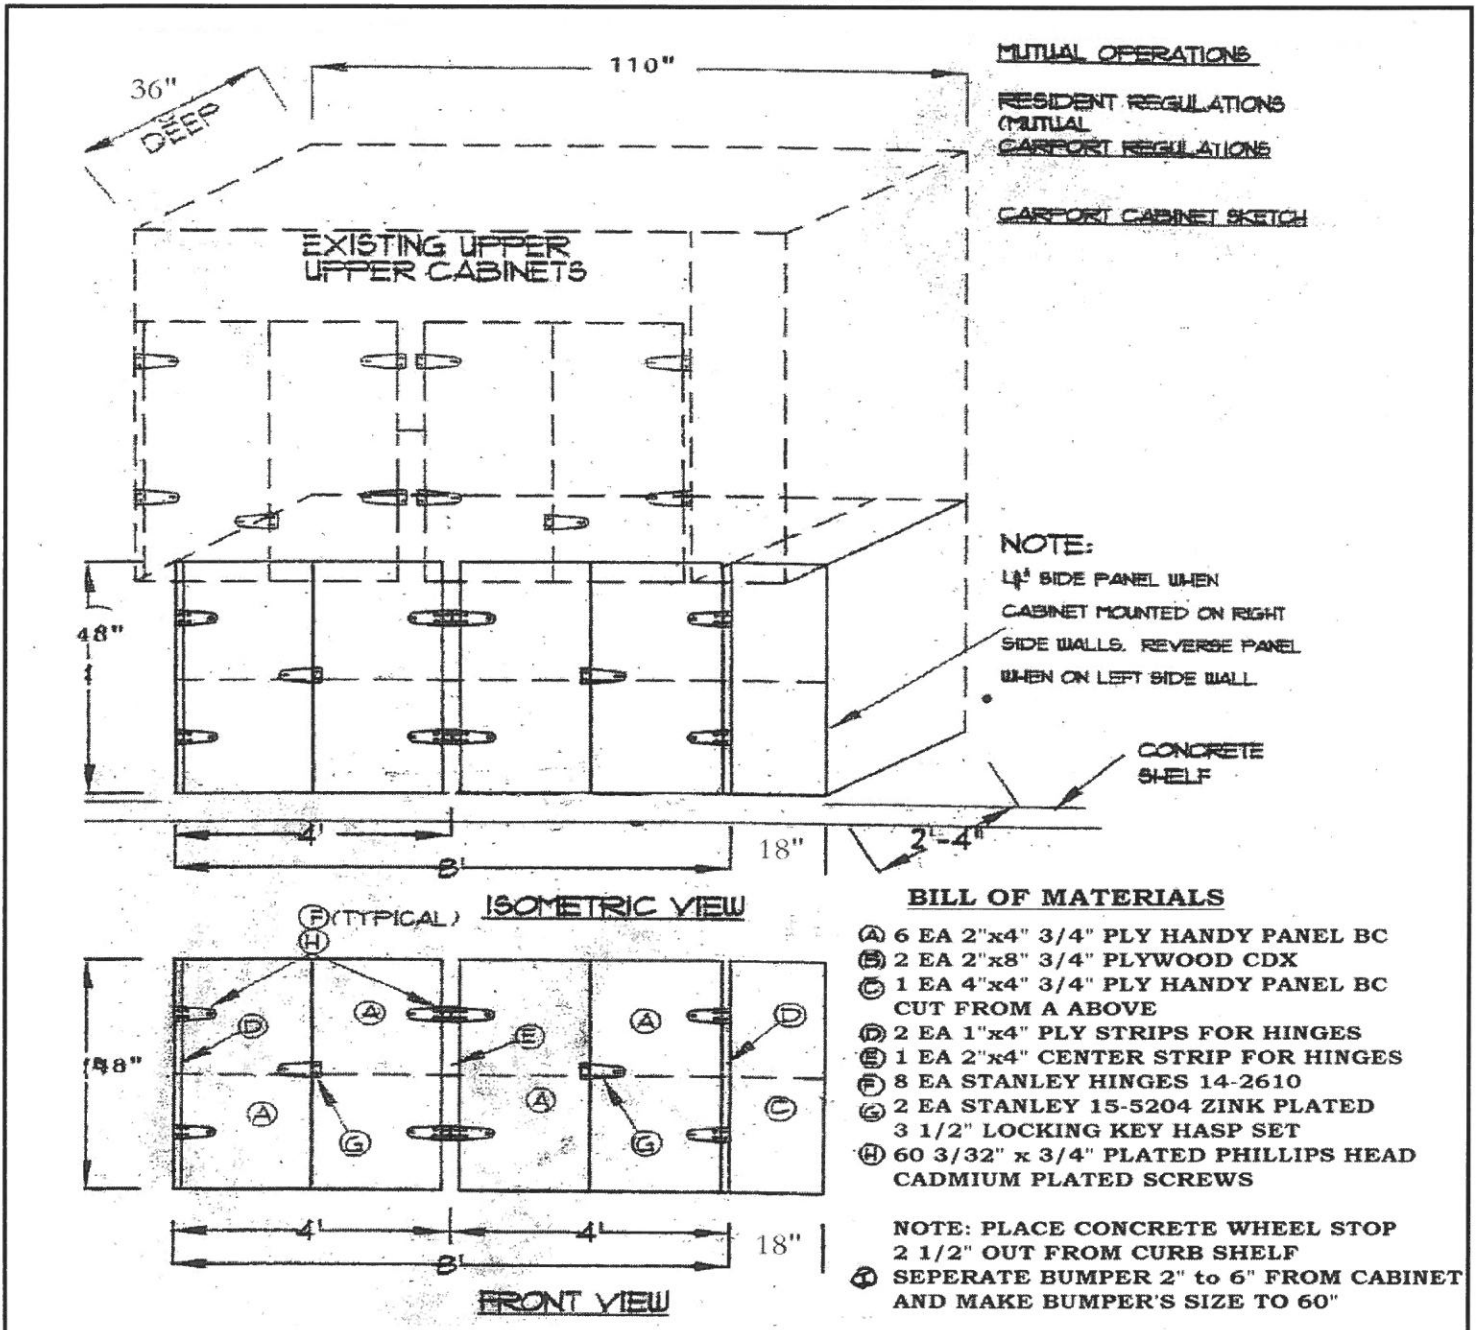 36"
DEEP
110"
MUTUAL OPERATIONS
RESIDENT REGULATIONS
(MUTUAL
CARPORT REGULATIONS
CARPORT CABINET SKETCH
EXISTING UPPER
UPPER CABINETS
NOTE:
SIDE PANEL WHEN
CABINET MOUNTED ON RIGHT
SIDE WALLS. REVERSE PANEL
WHEN ON LEFT SIDE WALL.
48"
CONCRETE
SHELF
4'
2'-4"
18"
8'
ISOMETRIC VIEW
F (TYPICAL)
H
D
A
E
A
D
48"
A
G
A
G
C
4'
4'
18"
8'
FRONT VIEW
BILL OF MATERIALS
A 6 EA 2"x4" 3/4" PLY HANDY PANEL BC
B 2 EA 2"x8" 3/4" PLYWOOD CDX
C 1 EA 4"x4" 3/4" PLY HANDY PANEL BC
CUT FROM A ABOVE
D 2 EA 1"x4" PLY STRIPS FOR HINGES
E 1 EA 2"x4" CENTER STRIP FOR HINGES
F 8 EA STANLEY HINGES 14-2610
G 2 EA STANLEY 15-5204 ZINK PLATED
3 1/2" LOCKING KEY HASP SET
H 60 3/32" x 3/4" PLATED PHILLIPS HEAD
CADMIUM PLATED SCREWS
NOTE: PLACE CONCRETE WHEEL STOP
2 1/2" OUT FROM CURB SHELF
SEPERATE BUMPER 2" to 6" FROM CABINET
AND MAKE BUMPER'S SIZE TO 60"